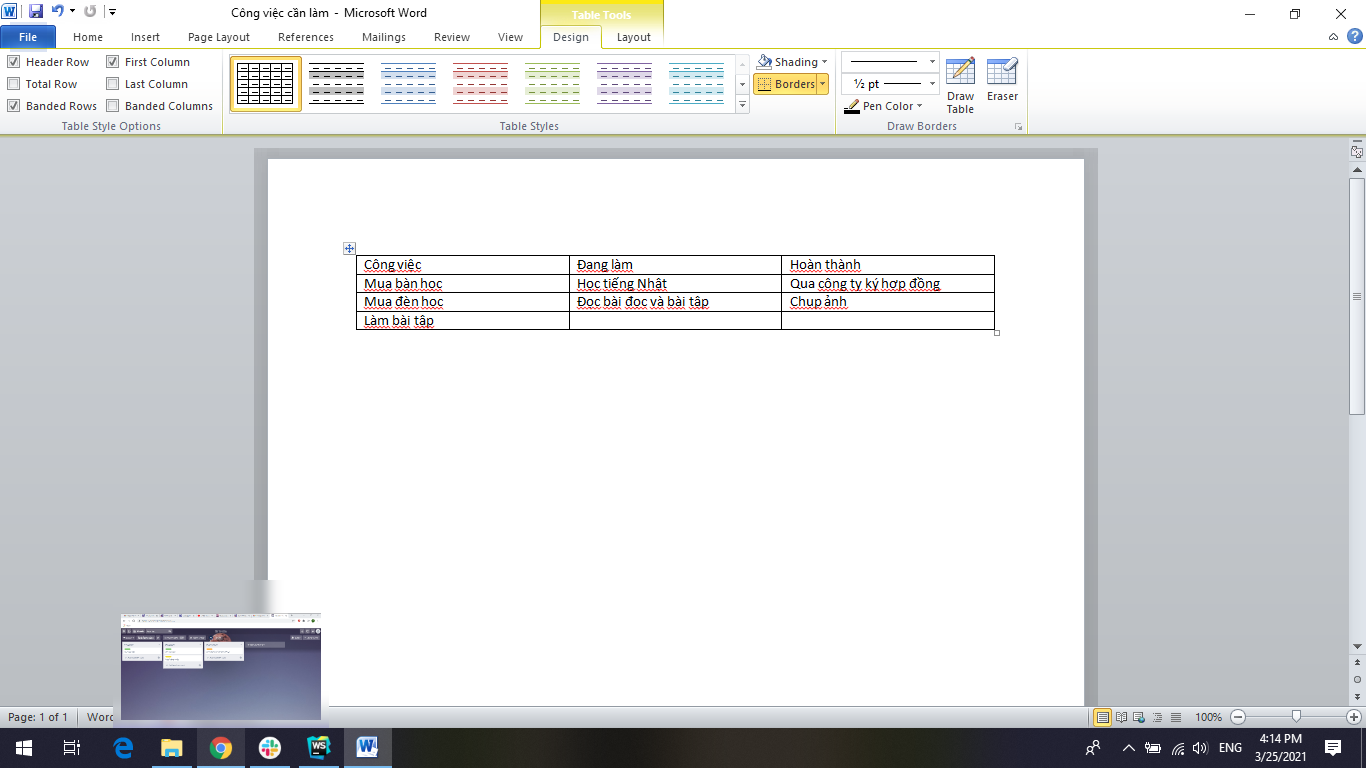 Công việc cần làm - Microsoft Word
Table Tools
File Home Insert Page Layout References Mailings Review View Design Layout
Header Row First Column
Total Row Last Column
Banded Rows Banded Columns
Table Style Options
Table Styles
Shading
Borders
½ pt
Pen Color
Draw Table
Eraser
Draw Borders
Công việc Đang làm Hoàn thành
Mua bàn học Học tiếng Nhật Qua công ty ký hợp đồng
Mua đèn học Đọc bài đọc và bài tập Chụp ảnh
Làm bài tập
Page: 1 of 1 Word
100%
WS
ENG
4:14 PM
3/25/2021